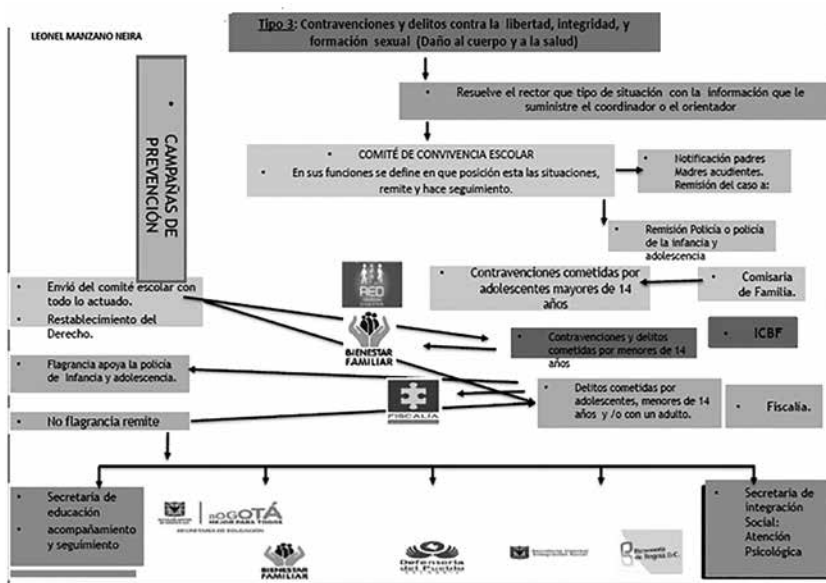 LEONEL MANZANO NEIRA
Tipo 3: Contravenciones y delitos contra la libertad, integridad, y
formación sexual (Daño al cuerpo y a la salud)
• CAMPAÑAS DE
PREVENCIÓN
• Resuelve el rector que tipo de situación con la información que le
suministre el coordinador o el orientador
• COMITÉ DE CONVIVENCIA ESCOLAR
• En sus funciones se define en que posición esta las situaciones,
remite y hace seguimiento.
• Notificación padres
Madres acudientes.
Remisión del caso a:
• Remisión Policía o policía
de la infancia y
adolescencia
• Envió del comité escolar con
todo lo actuado.
• Restablecimiento del
Derecho.
RED
• Contravenciones cometidas por
adolescentes mayores de 14
años
• Comisaria
de Familia.
BIENESTAR
FAMILIAR
• Contravenciones y delitos
cometidas por menores de 14
años
• ICBF
• Flagrancia apoya la policía
de infancia y adolescencia.
FISCALÍA
• Delitos cometidas por
adolescentes, menores de 14
años y /o con un adulto.
• Fiscalía.
• No flagrancia remite
• Secretaria de
educación
• acompañamiento
y seguimiento
BOGOTÁ
MEJOR PARA TODOS
SECRETARÍA DE EDUCACIÓN
BIENESTAR
FAMILIAR
Defensoría
del Pueblo
COLOMBIA
Personería
de Bogotá, D.C.
• Secretaria de
integración
Social:
Atención
Psicológica